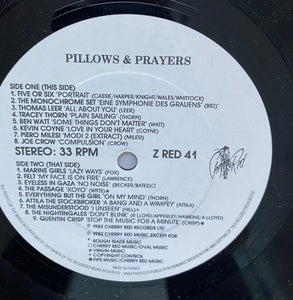 PILLOWS & PRAYERS
SIDE ONE (THIS SIDE)
1. FIVE OR SIX 'PORTRAIT' (CASSIE/HARPER/KNIGHT/WALES/WHITTOCK)
2. THE MONOCHROME SET 'EINE SYMPHONIE DES GRAUENS' (BID)
3. THOMAS LEER 'ALL ABOUT YOU' (LEER)
4. TRACEY THORN 'PLAIN SAILING' (THORN)
5. BEN WATT 'SOME THINGS DON'T MATTER' (WATT)
6. KEVIN COYNE 'LOVE IN YOUR HEART' (COYNE)
7. PIERO MILESI 'MODI 2 (EXTRACT)' (MILESI)
8. JOE CROW 'COMPULSION' (CROW)
STEREO: 33 RPM
Z RED 41
SIDE TWO (THAT SIDE)
1. MARINE GIRLS 'LAZY WAYS' (FOX)
2. FELT 'MY FACE IS ON FIRE' (LAWRENCE)
3. EYELESS IN GAZA 'NO NOISE' (BECKER/BATES)
4. THE PASSAGE 'XOYO' (WITTS)
5. EVERYTHING BUT THE GIRL 'ON MY MIND' (THORN)
6. ATTILA THE STOCKBROKER 'A BANG AND A WIMPEY' (ATTILA)
7. THE MISUNDERSTOOD 'I UNSEEN'
8. THE NIGHTINGALES 'DON'T BLINK' (LLOYD/APPERLEY/HAWKINS/A LLOYD)
9. QUENTIN CRISP 'STOP THE MUSIC FOR A MINUTE' (CRISP)
℗ 1982 CHERRY RED RECORDS
© 1982 CHERRY RED MUSIC EXCEPT FOR
ROUGH TRADE MUSIC
CHERRY RED MUSIC/OVAL MUSIC
VIRGIN MUSIC
COPYRIGHT CONTROL
MPE MUSIC/CHERRY RED MUSIC
MADE IN FRANCE